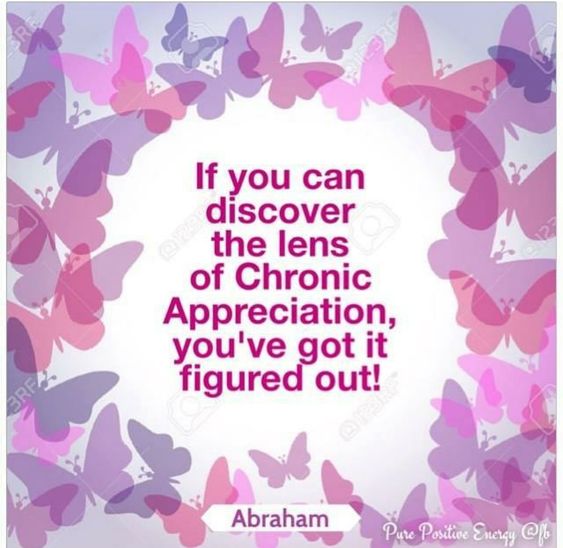 If you can
discover
the lens
of Chronic
Appreciation,
you've got it
figured out!
Abraham
Pure Positive Energy @fb